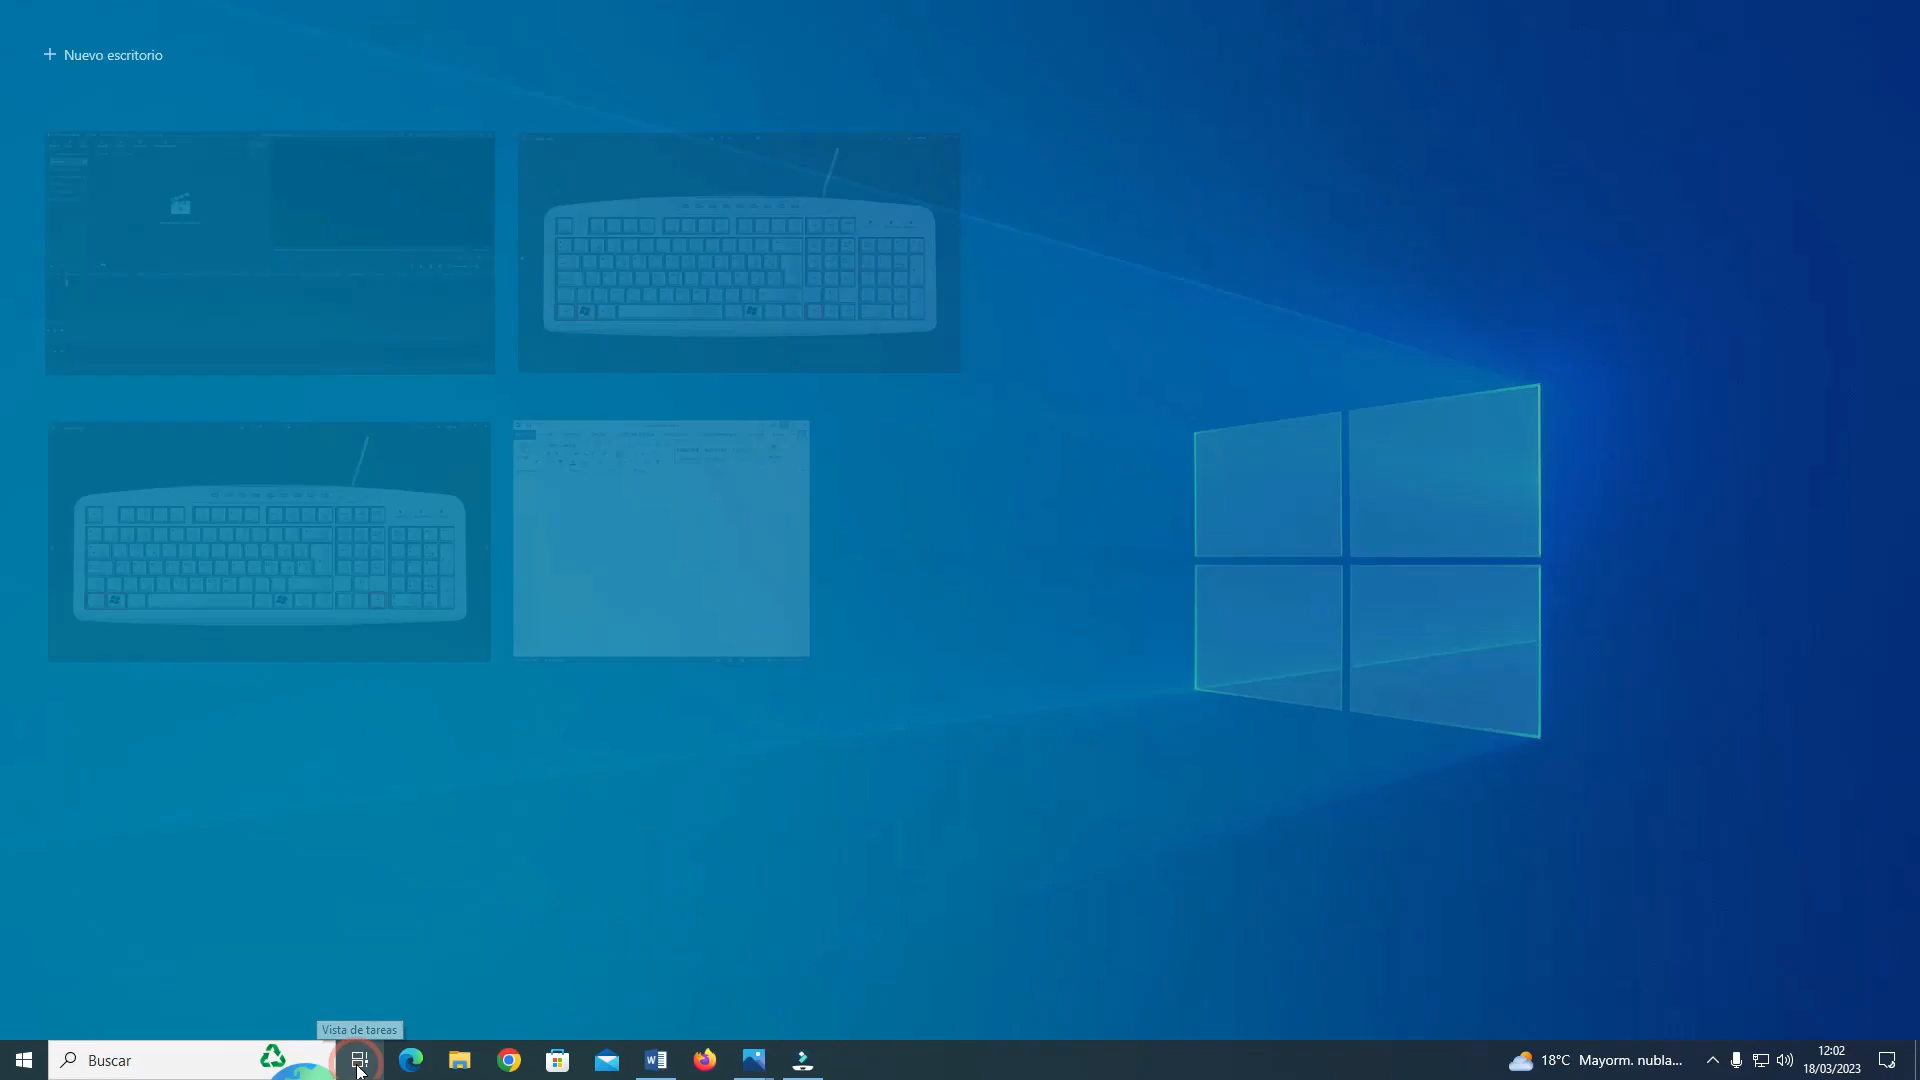 Nuevo escritorio
Vista de tareas
Buscar
18°C Mayorm. nubla...
12:02
18/03/2023